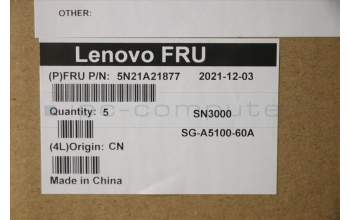 OTHER:
Lenovo FRU
(P)FRU P/N: 5N21A21877 2021-12-03
Quantity: 5 SN3000
SG-A5100-60A
(4L)Origin: CN
Made in China